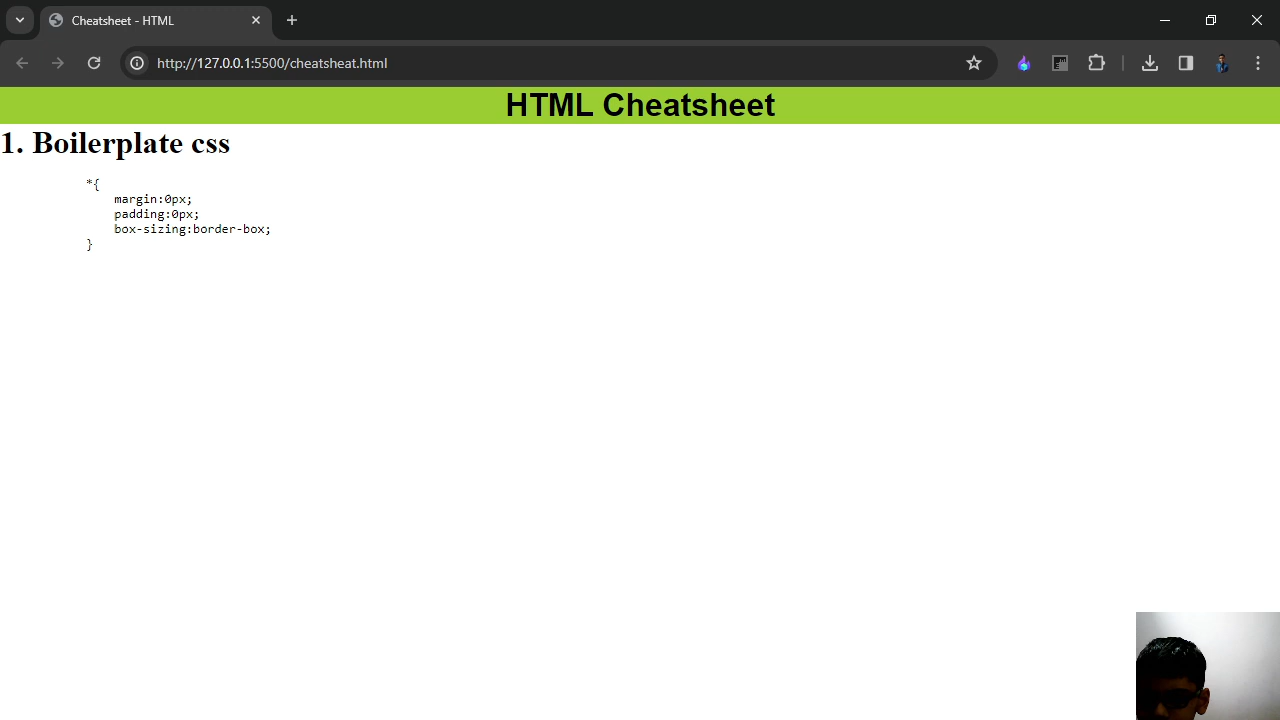 Cheatsheet - HTML
http://127.0.0.1:5500/cheatsheat.html
HTML Cheatsheet
1. Boilerplate css
*{
margin:0px;
padding:0px;
box-sizing:border-box;
}